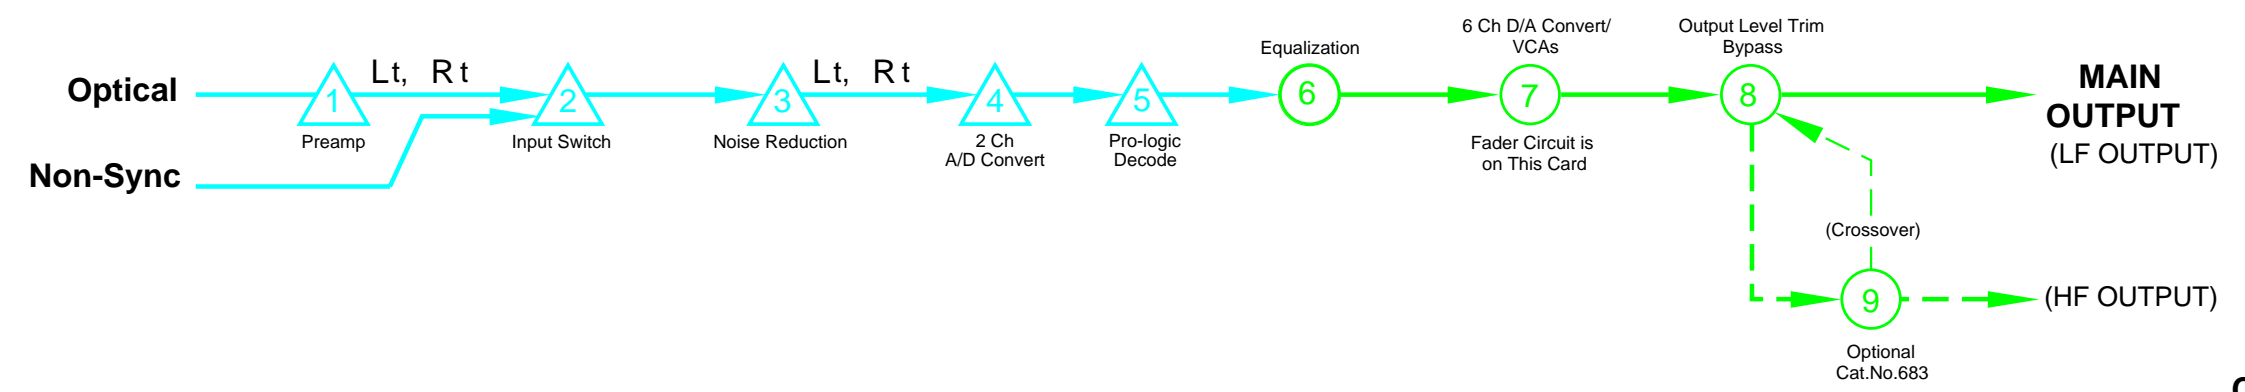 Optical
Non-Sync
1
Preamp
Lt, Rt
2
Input Switch
3
Noise Reduction
Lt, Rt
4
2 Ch
A/D Convert
5
Pro-logic
Decode
Equalization
6
6 Ch D/A Convert/
VCAs
7
Fader Circuit is
on This Card
Output Level Trim
Bypass
8
(Crossover)
9
Optional
Cat.No.683
MAIN
OUTPUT
(LF OUTPUT)
(HF OUTPUT)